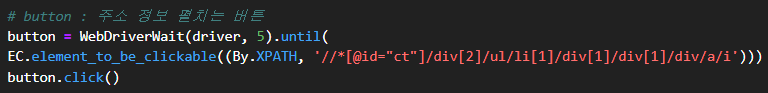 # button : 주소 정보 펼치는 버튼
button = WebDriverWait(driver, 5).until(
EC.element_to_be_clickable((By.XPATH, '//*[@id="ct"]/div[2]/ul/li[1]/div[1]/div[1]/div/a/i')))
button.click()